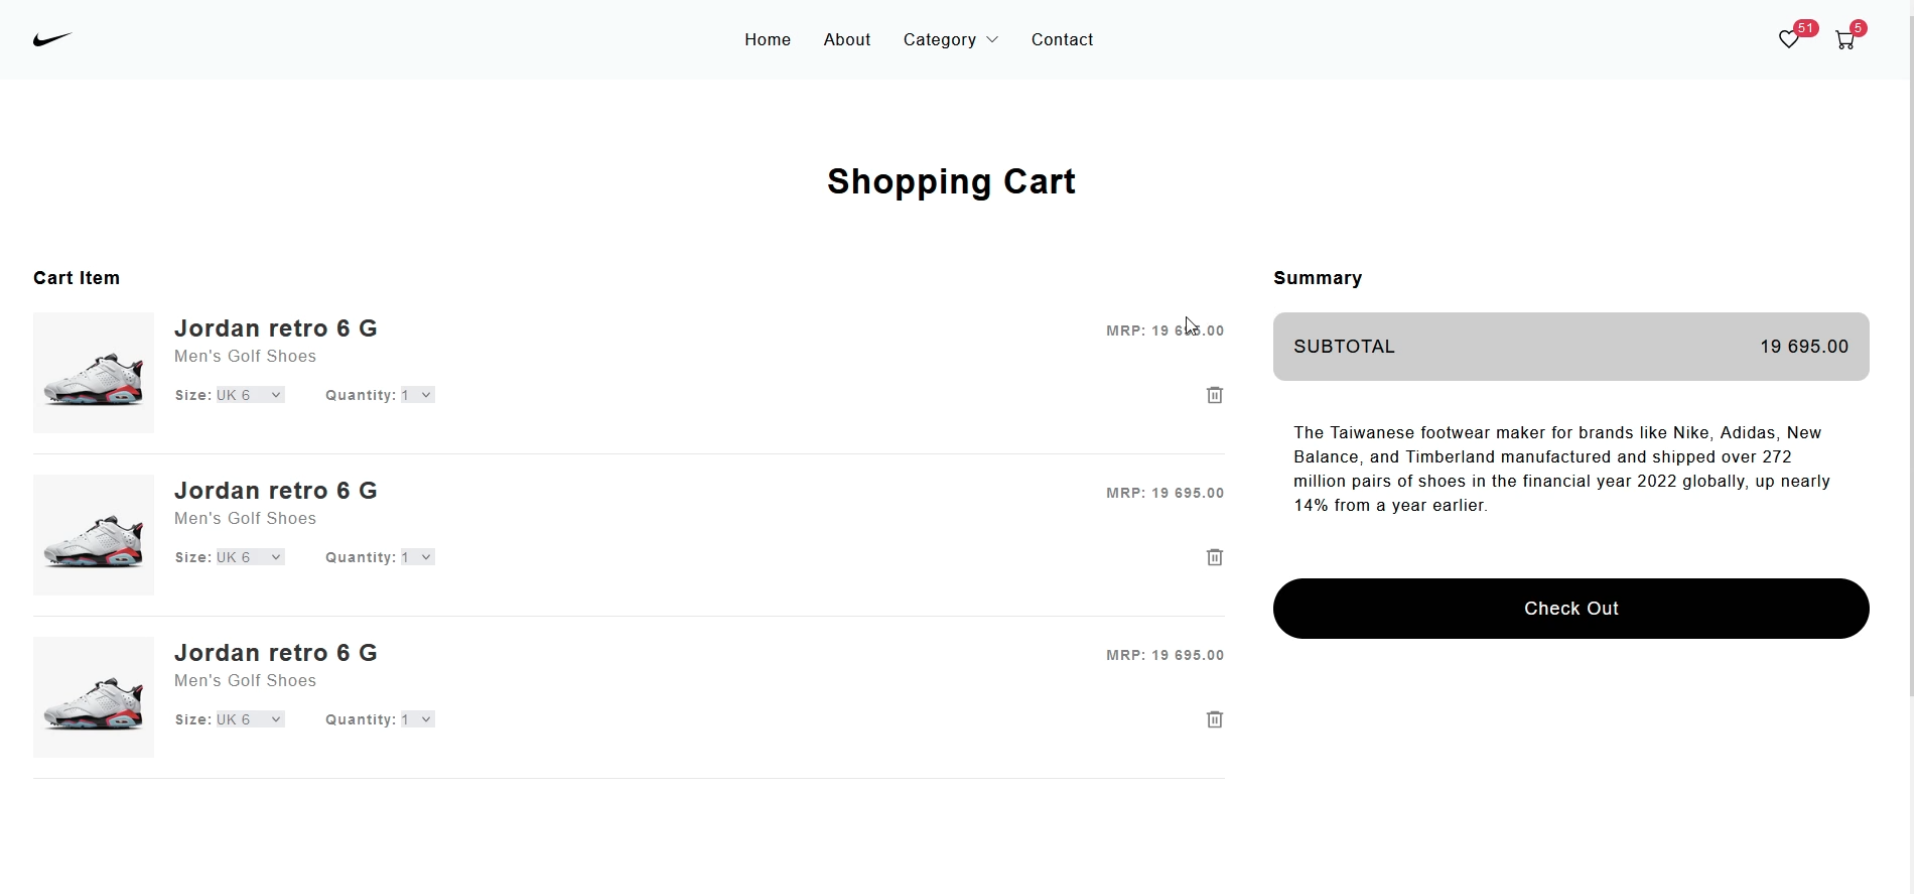 Home About Category Contact 51 5
Shopping Cart
Cart Item
Jordan retro 6 G MRP: 19 695.00
Men's Golf Shoes
Size: UK 6 Quantity: 1
Jordan retro 6 G MRP: 19 695.00
Men's Golf Shoes
Size: UK 6 Quantity: 1
Jordan retro 6 G MRP: 19 695.00
Men's Golf Shoes
Size: UK 6 Quantity: 1
Summary
SUBTOTAL 19 695.00
The Taiwanese footwear maker for brands like Nike, Adidas, New
Balance, and Timberland manufactured and shipped over 272
million pairs of shoes in the financial year 2022 globally, up nearly
14% from a year earlier.
Check Out